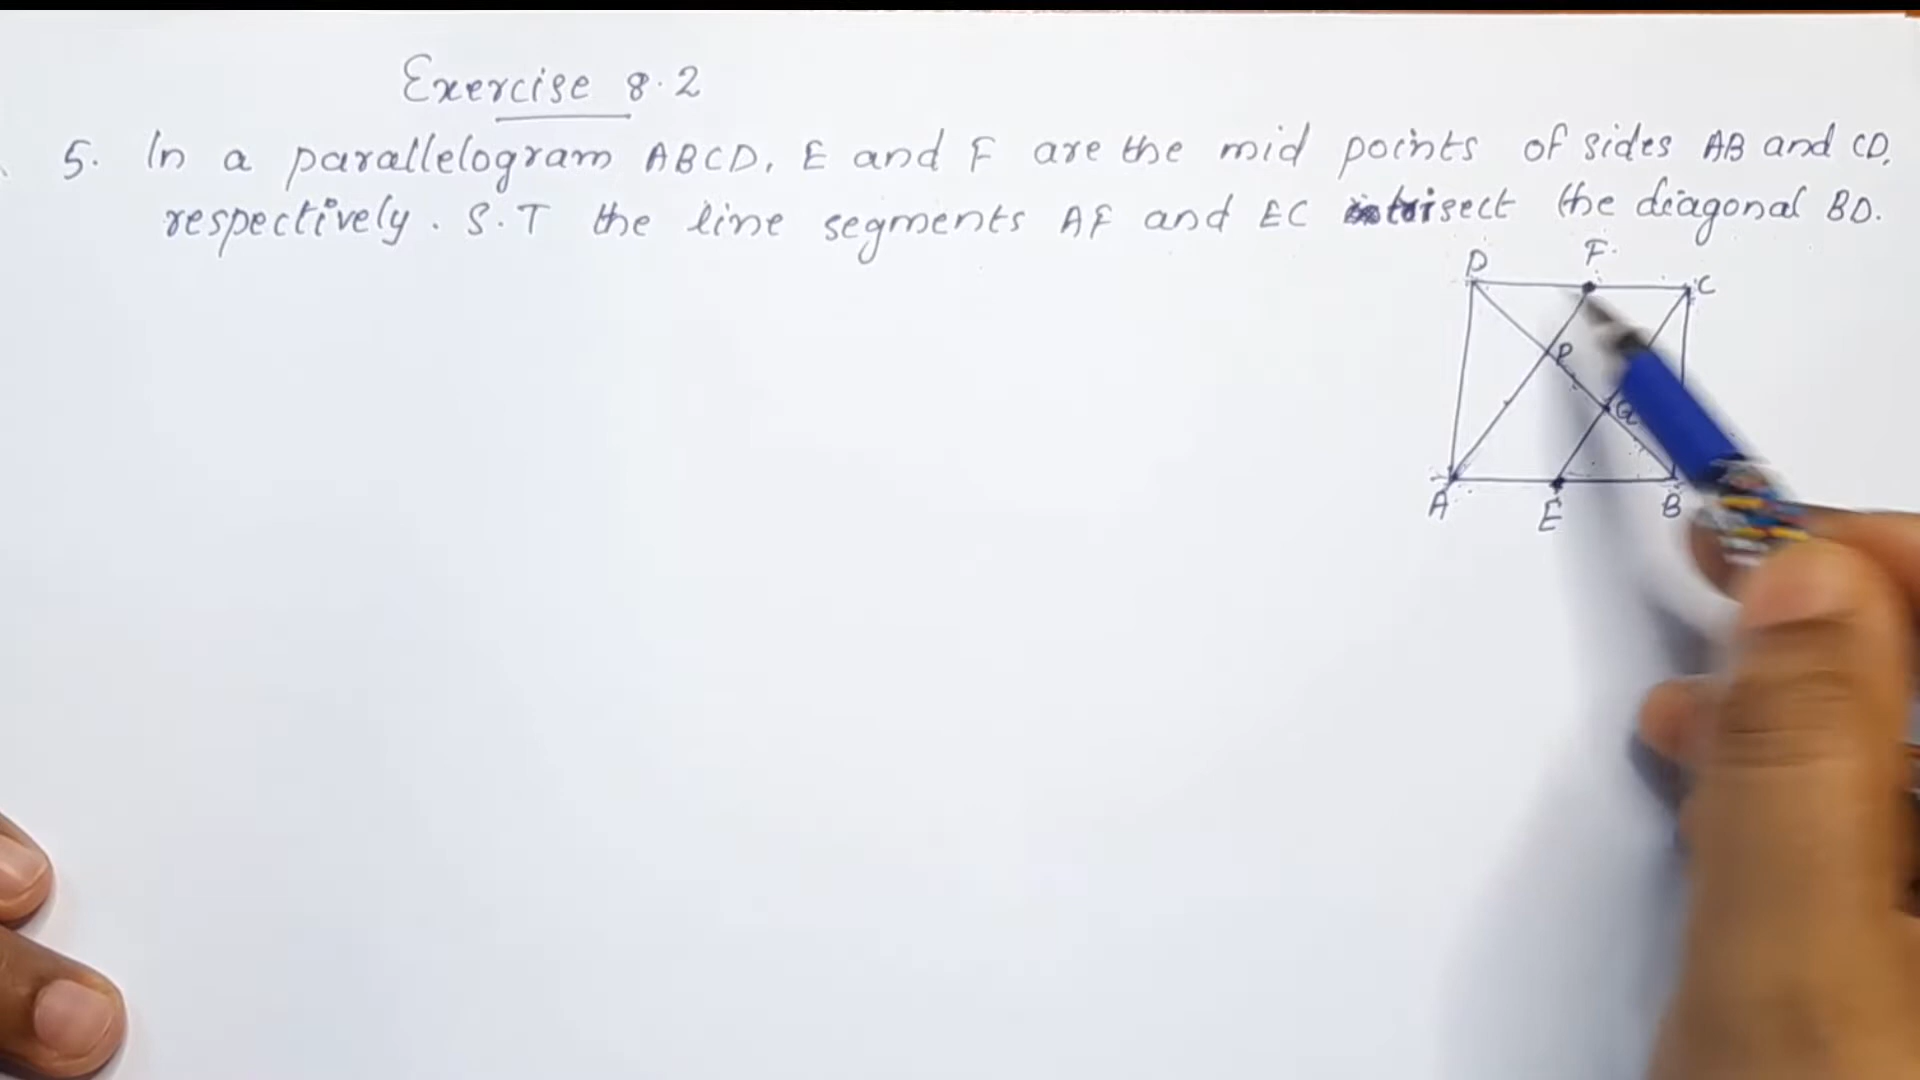 Exercise 8.2
5. In a parallelogram ABCD, E and F are the mid points of sides AB and CD,
respectively. S.T the line segments AF and EC trisect the diagonal BD.
D F. C
P
Q
A E B